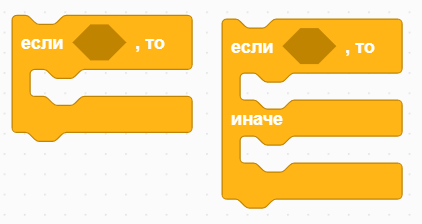 если , то
если , то
иначе